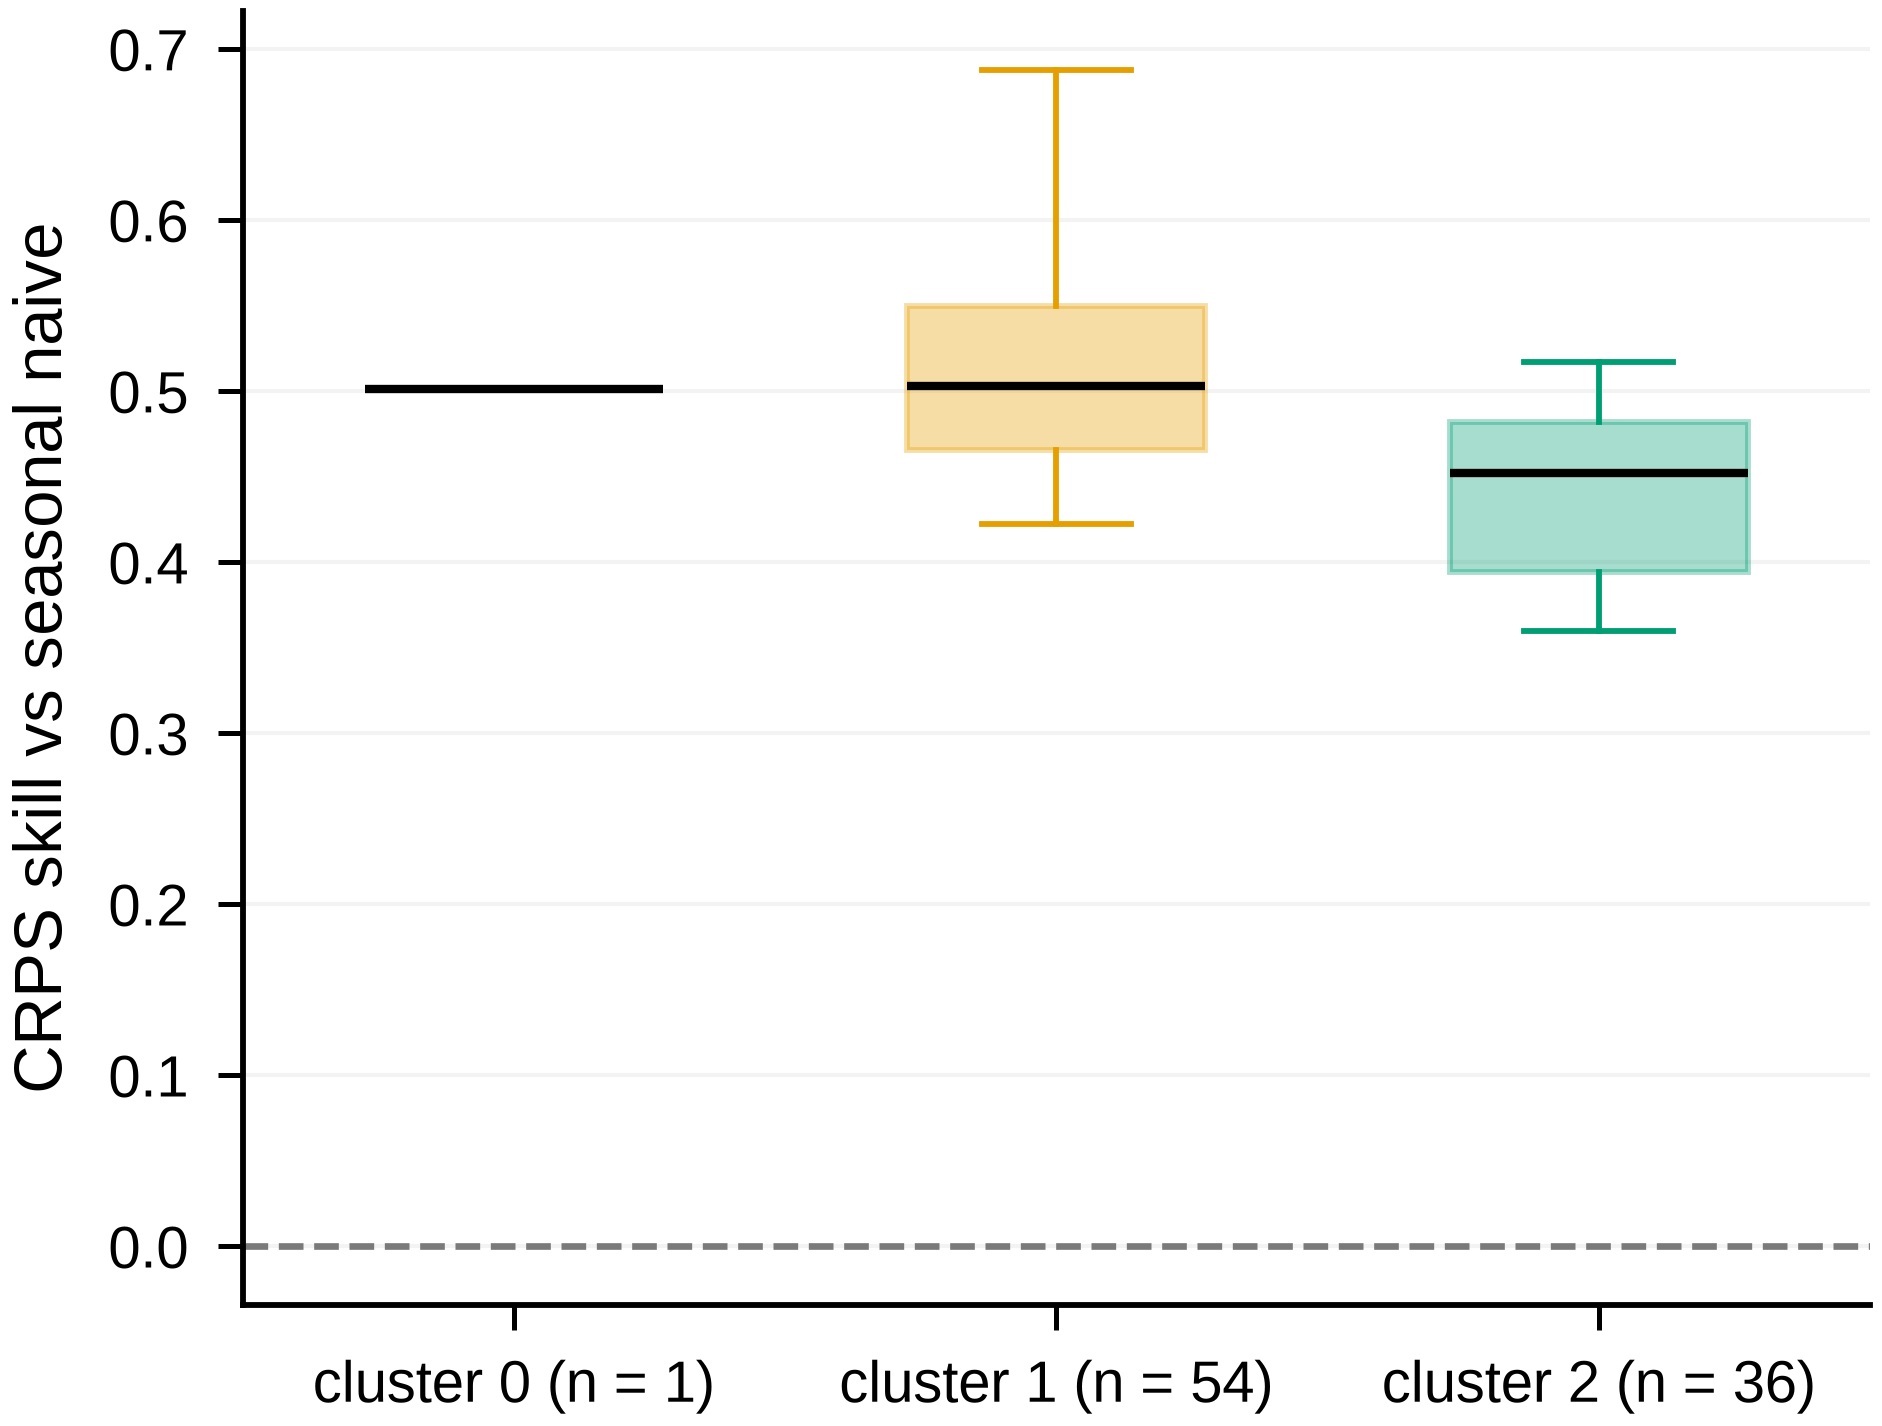 CRPS skill vs seasonal naive
0.7
0.6
0.5
0.4
0.3
0.2
0.1
0.0
cluster 0 (n = 1)
cluster 1 (n = 54)
cluster 2 (n = 36)